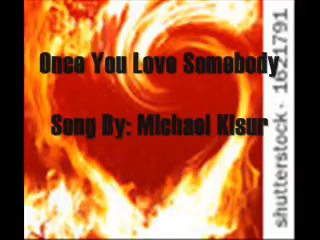 Once You Love Somebody
Song By: Michael Kisur
shutterstock · 1621791